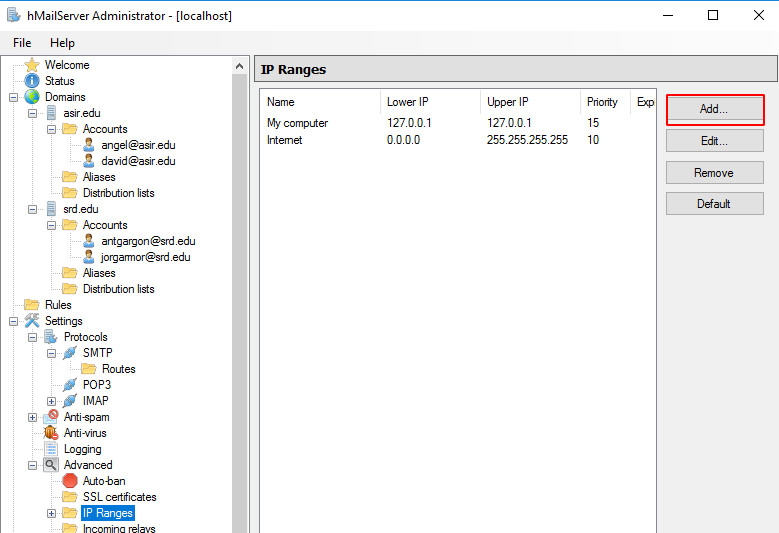 hMailServer Administrator - [localhost]
File Help
Welcome
Status
Domains
asir.edu
Accounts
angel@asir.edu
david@asir.edu
Aliases
Distribution lists
srd.edu
Accounts
antgargon@srd.edu
jorgarmor@srd.edu
Aliases
Distribution lists
Rules
Settings
Protocols
SMTP
Routes
POP3
IMAP
Anti-spam
Anti-virus
Logging
Advanced
Auto-ban
SSL certificates
IP Ranges
Incoming relays
IP Ranges
Name Lower IP Upper IP Priority Expi
My computer 127.0.0.1 127.0.0.1 15
Internet 0.0.0.0 255.255.255.255 10
Add...
Edit...
Remove
Default